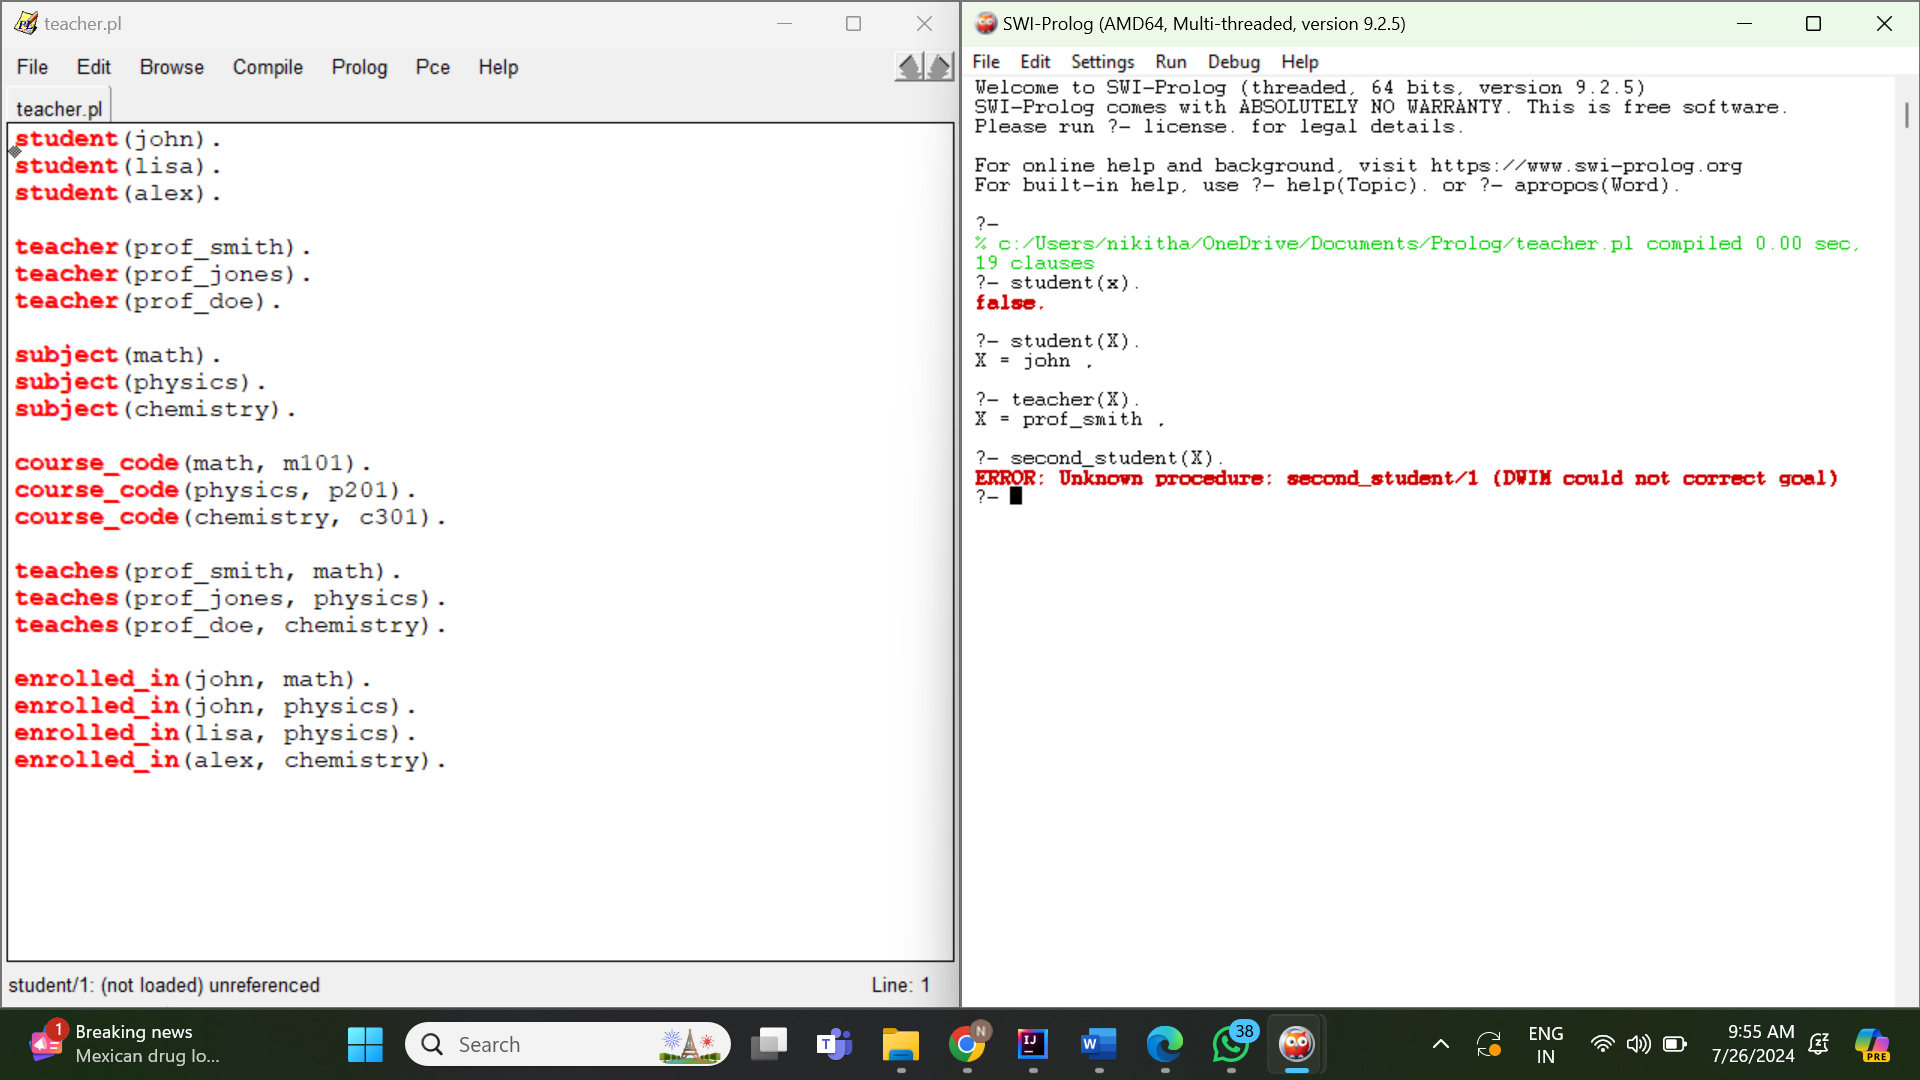 teacher.pl
File Edit Browse Compile Prolog Pce Help
teacher.pl
student(john).
student(lisa).
student(alex).
teacher(prof_smith).
teacher(prof_jones).
teacher(prof_doe).
subject(math).
subject(physics).
subject(chemistry).
course_code(math, m101).
course_code(physics, p201).
course_code(chemistry, c301).
teaches(prof_smith, math).
teaches(prof_jones, physics).
teaches(prof_doe, chemistry).
enrolled_in(john, math).
enrolled_in(john, physics).
enrolled_in(lisa, physics).
enrolled_in(alex, chemistry).
student/1: (not loaded) unreferenced
Line: 1
SWI-Prolog (AMD64, Multi-threaded, version 9.2.5)
File Edit Settings Run Debug Help
Welcome to SWI-Prolog (threaded, 64 bits, version 9.2.5)
SWI-Prolog comes with ABSOLUTELY NO WARRANTY. This is free software.
Please run ?- license. for legal details.
For online help and background, visit https://www.swi-prolog.org
For built-in help, use ?- help(Topic). or ?- apropos(Word).
?-
% c:/Users/nikitha/OneDrive/Documents/Prolog/teacher.pl compiled 0.00 sec,
19 clauses
?- student(x).
false.
?- student(X).
X = john .
?- teacher(X).
X = prof_smith .
?- second_student(X).
ERROR: Unknown procedure: second_student/1 (DWIM could not correct goal)
?-
1
Breaking news
Mexican drug lo...
Search
T
N
IJ
W
38
ENG
IN
9:55 AM
7/26/2024
PRE